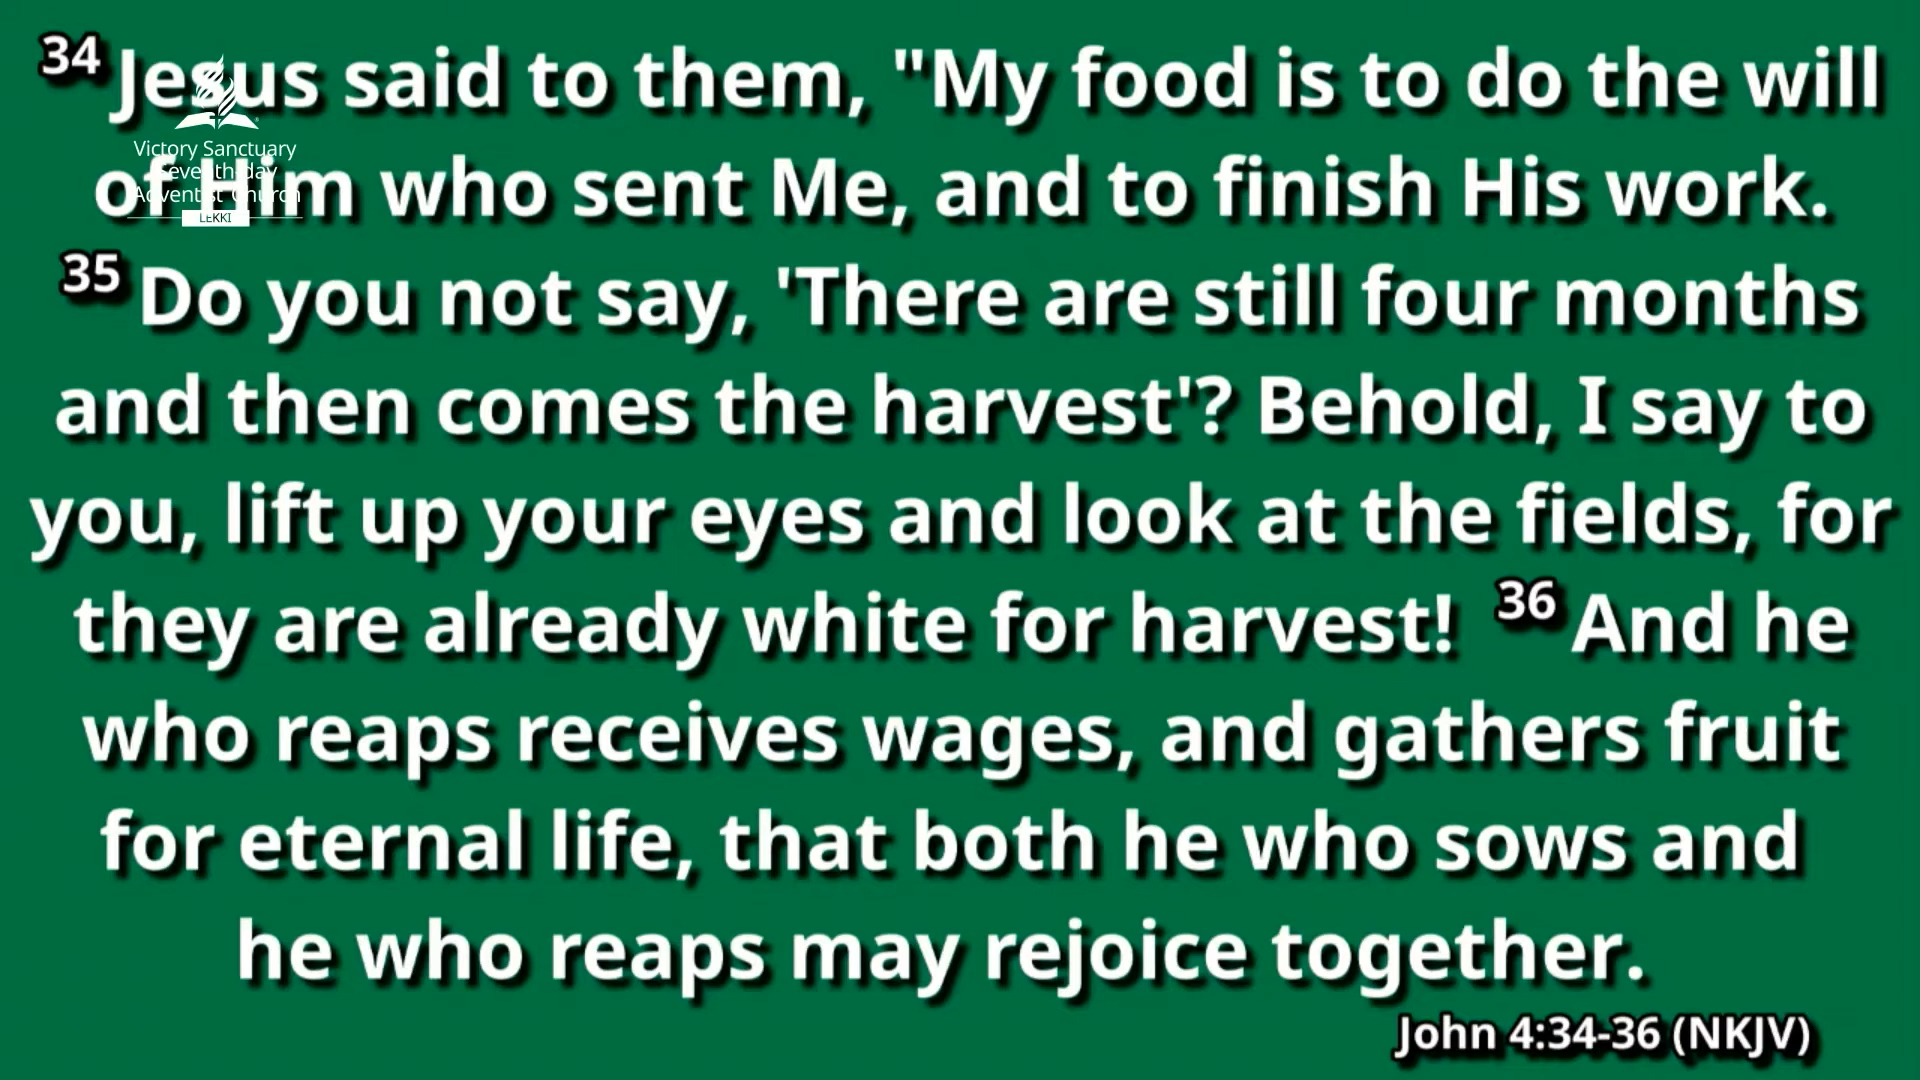 34 Jesus said to them, "My food is to do the will
of Him who sent Me, and to finish His work.
35 Do you not say, 'There are still four months
and then comes the harvest'? Behold, I say to
you, lift up your eyes and look at the fields, for
they are already white for harvest! 36 And he
who reaps receives wages, and gathers fruit
for eternal life, that both he who sows and
he who reaps may rejoice together.
John 4:34-36 (NKJV)
Victory Sanctuary
Seventh-day
Adventist Church
LEKKI